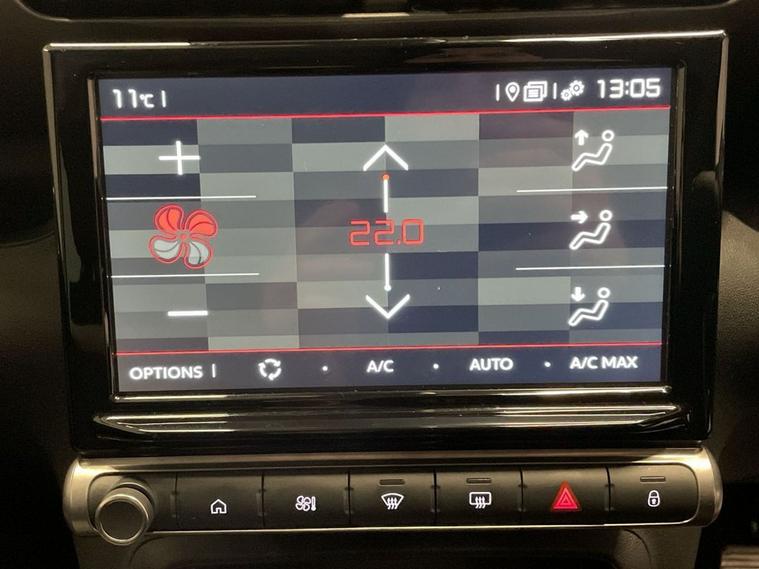 11°C 13:05
22.0
OPTIONS A/C AUTO A/C MAX